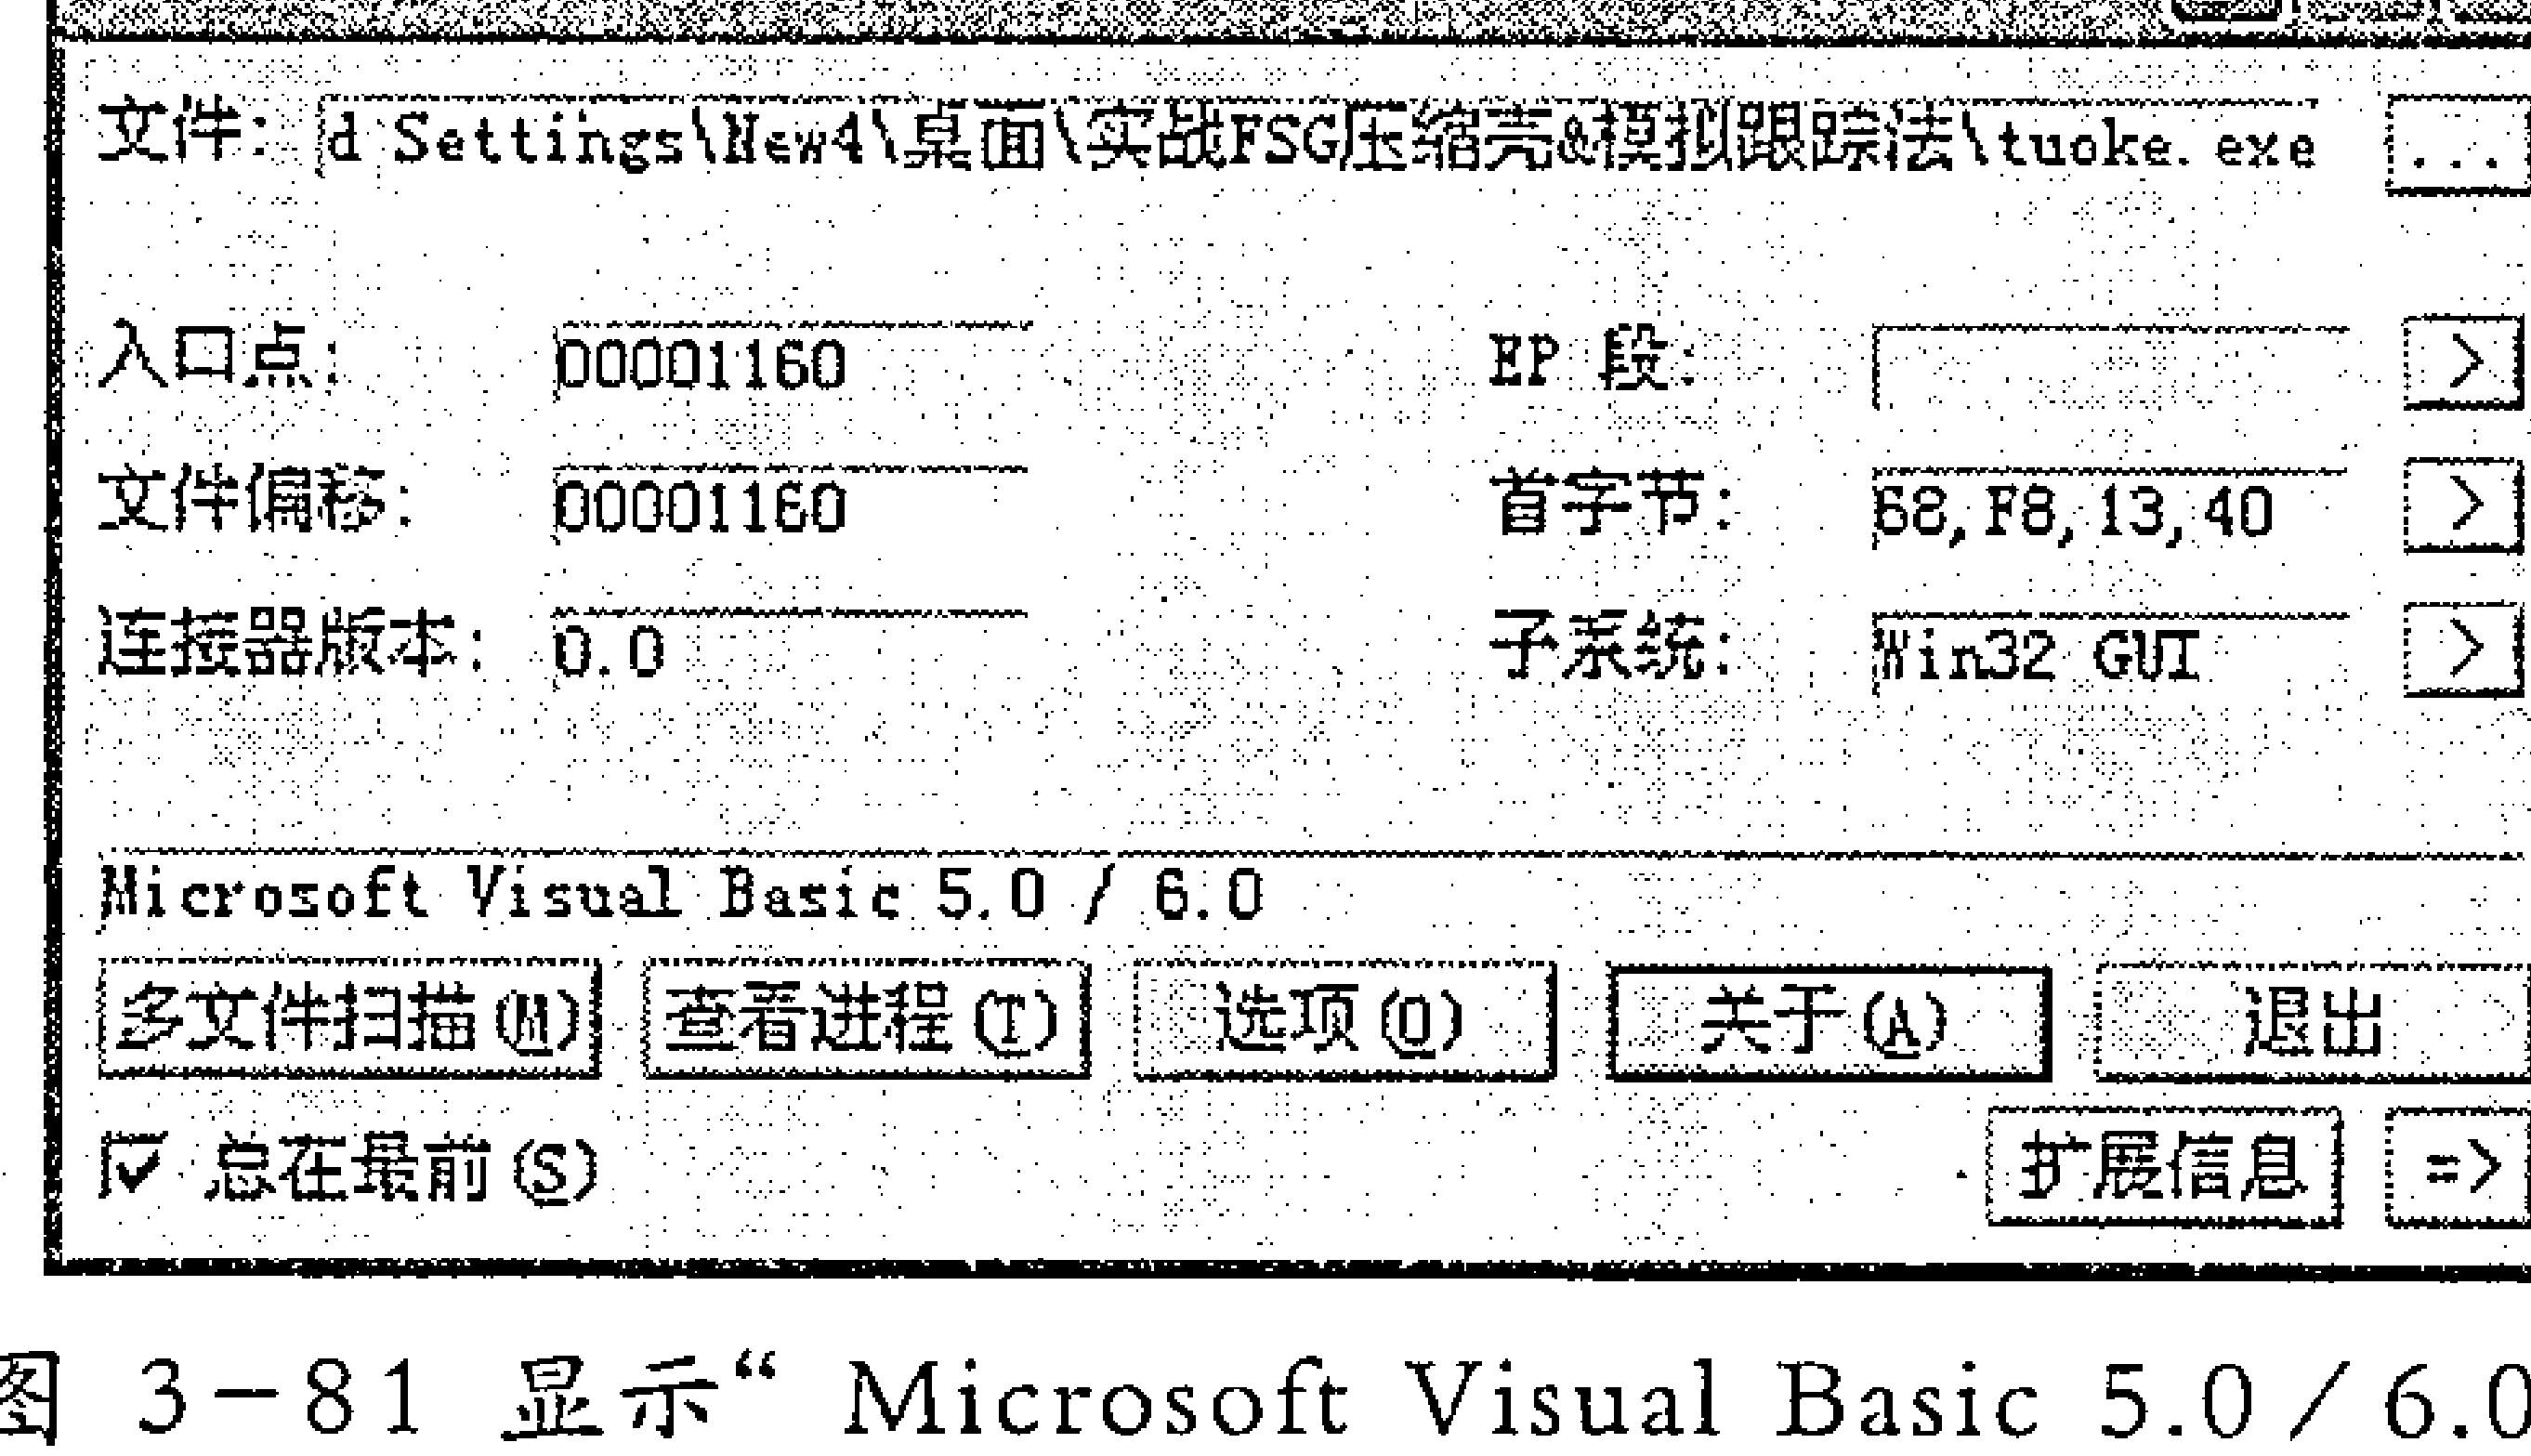 文件: d Settings\New4\桌面\实战FSG压缩壳&模拟跟踪法\tuoke.exe ...
入口点: 00001160 EP 段: >
文件偏移: 00001160 首字节: 68,F8,13,40 >
连接器版本: 0.0 子系统: Win32 GUI >
Microsoft Visual Basic 5.0 / 6.0
多文件扫描(M) 查看进程(T) 选项(O) 关于(A) 退出
总在最前(S) 扩展信息 =>
图 3-81 显示“ Microsoft Visual Basic 5.0 / 6.0